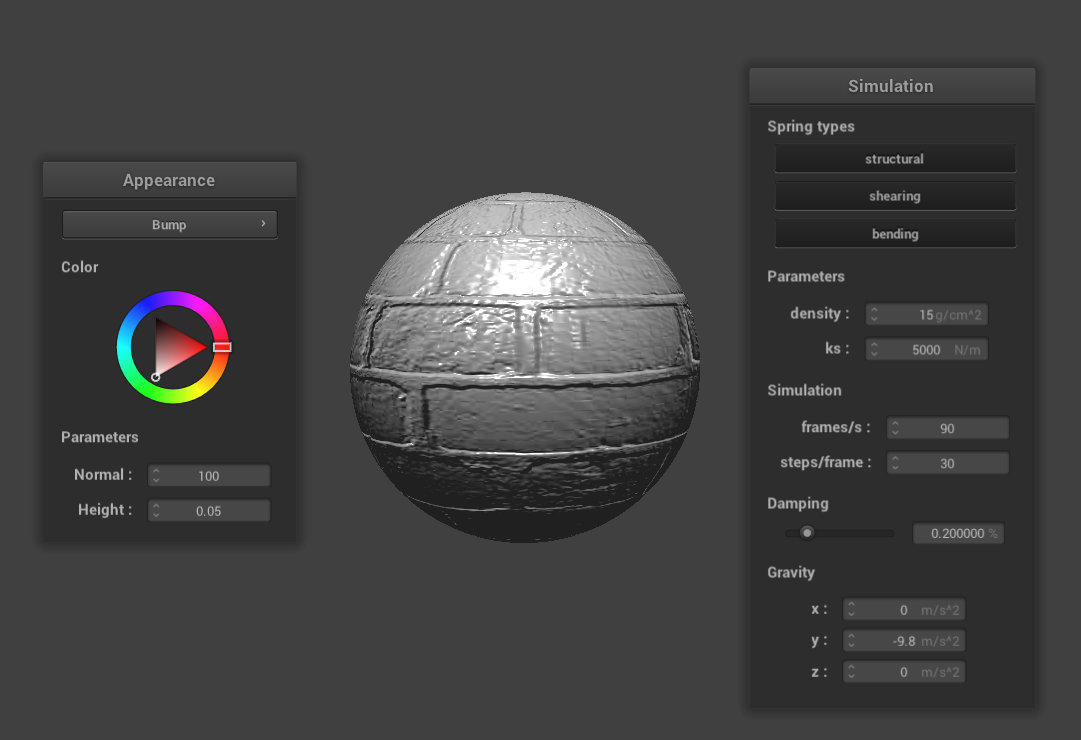 Appearance
Bump
Color
Parameters
Normal : 100
Height : 0.05
Simulation
Spring types
structural
shearing
bending
Parameters
density : 15 g/cm^2
ks : 5000 N/m
Simulation
frames/s : 90
steps/frame : 30
Damping
0.200000 %
Gravity
x : 0 m/s^2
y : -9.8 m/s^2
z : 0 m/s^2